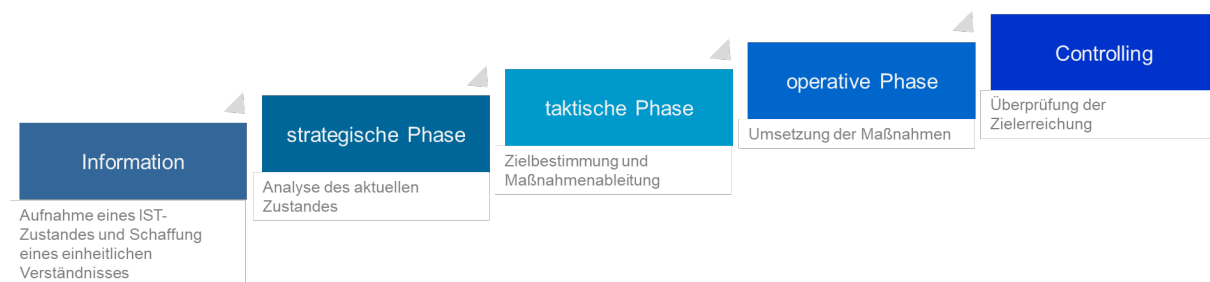 Information
Aufnahme eines IST-
Zustandes und Schaffung
eines einheitlichen
Verständnisses
strategische Phase
Analyse des aktuellen
Zustandes
taktische Phase
Zielbestimmung und
Maßnahmenableitung
operative Phase
Umsetzung der Maßnahmen
Controlling
Überprüfung der
Zielerreichung